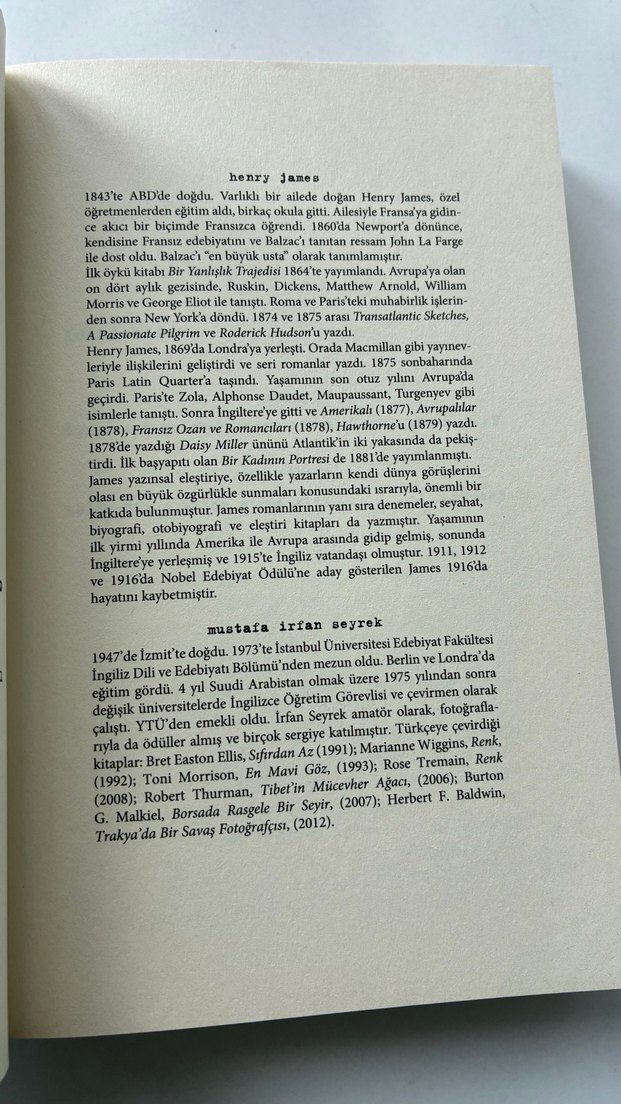 henry james
1843'te ABD'de doğdu. Varlıklı bir ailede doğan Henry James, özel
öğretmenlerden eğitim aldı, birkaç okula gitti. Ailesiyle Fransa'ya gidin-
ce akıcı bir biçimde Fransızca öğrendi. 1860'da Newport'a dönünce,
kendisine Fransız edebiyatını ve Balzac'ı tanıtan ressam John La Farge
ile dost oldu. Balzac'ı "en büyük usta" olarak tanımlamıştır.
İlk öykü kitabı Bir Yanlışlık Trajedisi 1864'te yayımlandı. Avrupa'ya olan
on dört aylık gezisinde, Ruskin, Dickens, Matthew Arnold, William
Morris ve George Eliot ile tanıştı. Roma ve Paris'teki muhabirlik işlerin-
den sonra New York'a döndü. 1874 ve 1875 arası Transatlantic Sketches,
A Passionate Pilgrim ve Roderick Hudson'u yazdı.
Henry James, 1869'da Londra'ya yerleşti. Orada Macmillan gibi yayınev-
leriyle ilişkilerini geliştirdi ve seri romanlar yazdı. 1875 sonbaharında
Paris Latin Quarter'a taşındı. Yaşamının son otuz yılını Avrupa'da
geçirdi. Paris'te Zola, Alphonse Daudet, Maupaussant, Turgenyev gibi
isimlerle tanıştı. Sonra İngiltere'ye gitti ve Amerikalı (1877), Avrupalılar
(1878), Fransız Ozan ve Romancıları (1878), Hawthorne'u (1879) yazdı.
1878'de yazdığı Daisy Miller ününü Atlantik'in iki yakasında da pekiş-
tirdi. İlk başyapıtı olan Bir Kadının Portresi de 1881'de yayımlanmıştı.
James yazınsal eleştiriye, özellikle yazarların kendi dünya görüşlerini
olası en büyük özgürlükle sunmaları konusundaki ısrarıyla, önemli bir
katkıda bulunmuştur. James romanlarının yanı sıra denemeler, seyahat,
biyografi, otobiyografi ve eleştiri kitapları da yazmıştır. Yaşamının
ilk yirmi yıllında Amerika ile Avrupa arasında gidip gelmiş, sonunda
İngiltere'ye yerleşmiş ve 1915'te İngiliz vatandaşı olmuştur. 1911, 1912
ve 1916'da Nobel Edebiyat Ödülü'ne aday gösterilen James 1916'da
hayatını kaybetmiştir.
mustafa irfan seyrek
1947'de İzmit'te doğdu. 1973'te İstanbul Üniversitesi Edebiyat Fakültesi
İngiliz Dili ve Edebiyatı Bölümü'nden mezun oldu. Berlin ve Londra'da
eğitim gördü. 4 yıl Suudi Arabistan olmak üzere 1975 yılından sonra
değişik üniversitelerde İngilizce Öğretim Görevlisi ve çevirmen olarak
çalıştı. YTÜ'den emekli oldu. İrfan Seyrek amatör olarak, fotoğrafla-
rıyla da ödüller almış ve birçok sergiye katılmıştır. Türkçeye çevirdiği
kitaplar: Bret Easton Ellis, Sıfırdan Az (1991); Marianne Wiggins, Renk,
(1992); Toni Morrison, En Mavi Göz, (1993); Rose Tremain, Renk
(2008); Robert Thurman, Tibet'in Mücevher Ağacı, (2006); Burton
G. Malkiel, Borsada Rasgele Bir Seyir, (2007); Herbert F. Baldwin,
Trakya'da Bir Savaş Fotoğrafçısı, (2012).